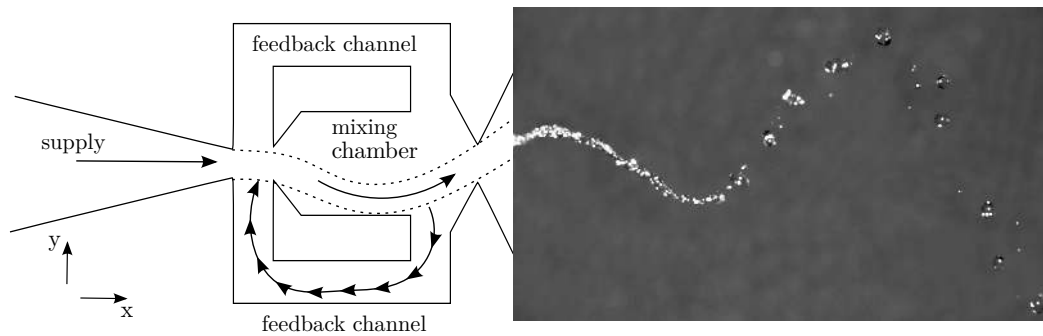 feedback channel
supply
mixing
chamber
y
x
feedback channel